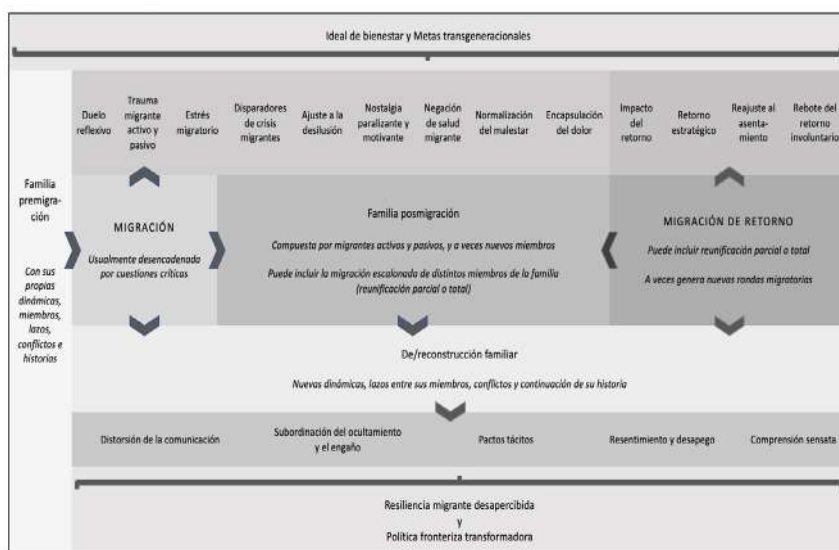 Ideal de bienestar y Metas transgeneracionales
Duelo
reflexivo
Trauma
migrante
activo y
pasivo
Estrés
migratorio
Disparadores
de crisis
migrantes
Ajuste a la
desilusión
Nostalgia
paralizante y
motivante
Negación
de salud
migrante
Normalización
del malestar
Encapsulación
del dolor
Impacto
del
retorno
Retorno
estratégico
Reajuste al
asenta-
miento
Rebote del
retorno
involuntario
Familia
premigra-
ción
Con sus
propias
dinámicas,
miembros,
lazos,
conflictos e
historias
MIGRACIÓN
Usualmente desencadenada
por cuestiones críticas
Familia posmigración
Compuesta por migrantes activos y pasivos, y a veces nuevos miembros
Puede incluir la migración escalonada de distintos miembros de la familia
(reunificación parcial o total)
MIGRACIÓN DE RETORNO
Puede incluir reunificación parcial o total
A veces genera nuevas rondas migratorias
De/reconstrucción familiar
Nuevas dinámicas, lazos entre sus miembros, conflictos y continuación de su historia
Distorsión de la comunicación
Subordinación del ocultamiento
y el engaño
Pactos tácitos
Resentimiento y desapego
Comprensión sensata
Resiliencia migrante desapercibida
y
Política fronteriza transformadora